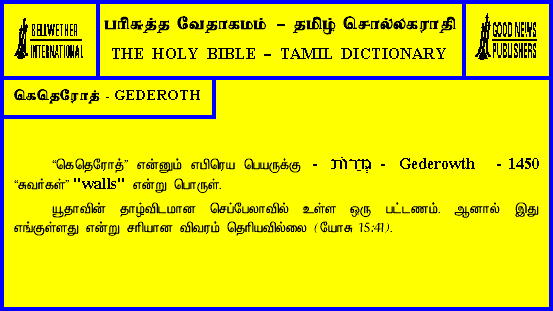 BELLWETHER
INTERNATIONAL
பரிசுத்த வேதாகமம் – தமிழ் சொல்லகராதி
THE HOLY BIBLE – TAMIL DICTIONARY
GOOD NEWS
PUBLISHERS
கெதெரோத் - GEDEROTH
“கெதெரோத்” என்னும் எபிரெய பெயருக்கு - גְּדֵרוֹת - Gederowth - 1450
“சுவர்கள்” "walls" என்று பொருள்.
யூதாவின் தாழ்விடமான செப்பேலாவில் உள்ள ஒரு பட்டணம். ஆனால் இது
எங்குள்ளது என்று சரியான விவரம் தெரியவில்லை (யோசு 15:41).